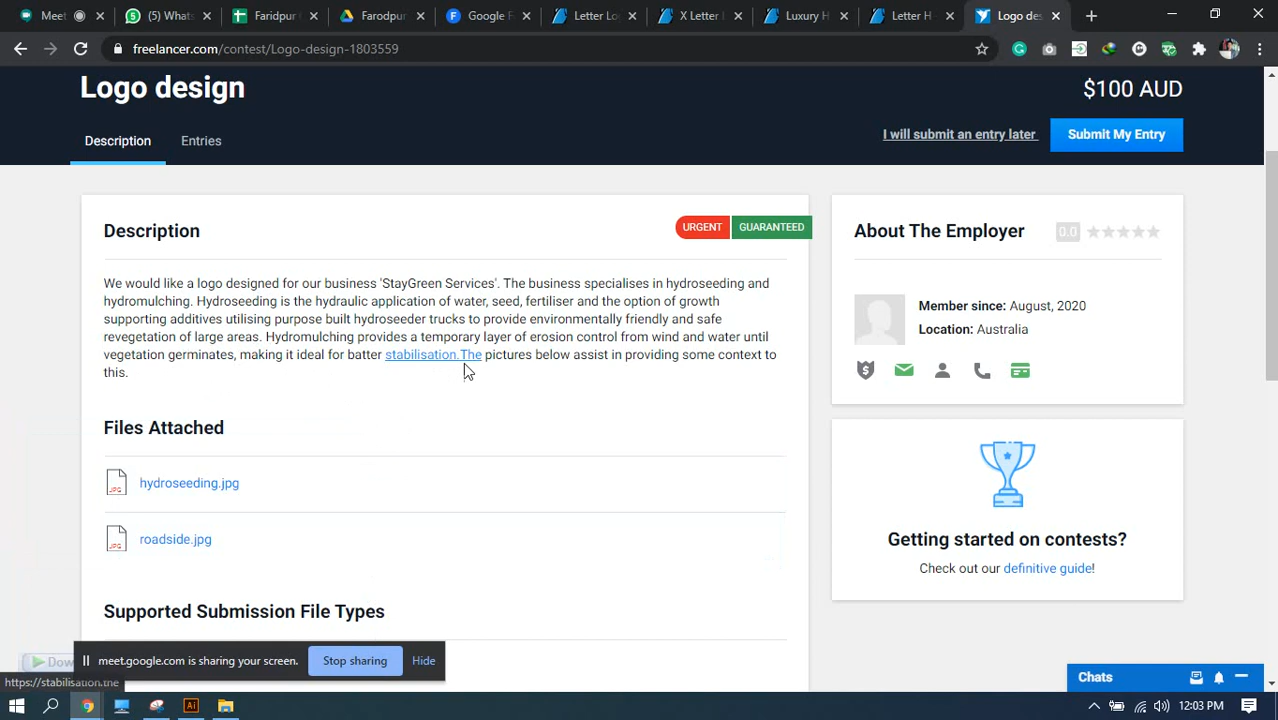 Meet
(5) Whats
Faridpur t
Farodpur
Google F
Letter Lo
X Letter
Luxury H
Letter H
Logo des
freelancer.com/contest/Logo-design-1803559
Logo design
$100 AUD
Description
Entries
I will submit an entry later
Submit My Entry
Description
URGENT
GUARANTEED
We would like a logo designed for our business 'StayGreen Services'. The business specialises in hydroseeding and
hydromulching. Hydroseeding is the hydraulic application of water, seed, fertiliser and the option of growth
supporting additives utilising purpose built hydroseeder trucks to provide environmentally friendly and safe
revegetation of large areas. Hydromulching provides a temporary layer of erosion control from wind and water until
vegetation germinates, making it ideal for batter stabilisation.The pictures below assist in providing some context to
this.
About The Employer
0.0
Member since: August, 2020
Location: Australia
Files Attached
hydroseeding.jpg
roadside.jpg
Getting started on contests?
Check out our definitive guide!
Supported Submission File Types
meet.google.com is sharing your screen.
Stop sharing
Hide
Dow
https://stabilisation.the
Chats
12:03 PM